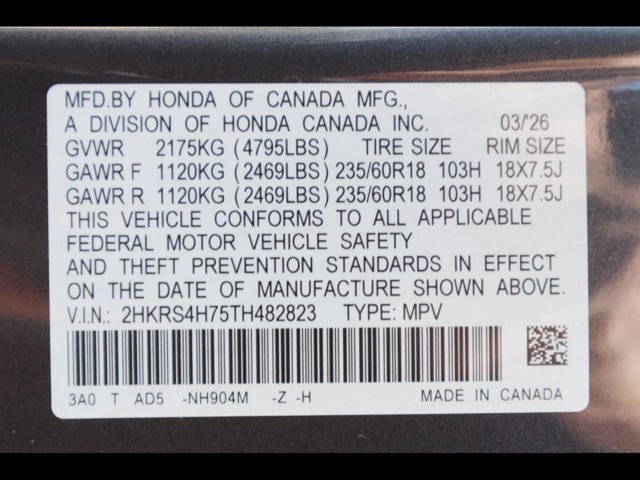 MFD.BY HONDA OF CANADA MFG.,
A DIVISION OF HONDA CANADA INC. 03/'26
GVWR 2175KG (4795LBS) TIRE SIZE RIM SIZE
GAWR F 1120KG (2469LBS) 235/60R18 103H 18X7.5J
GAWR R 1120KG (2469LBS) 235/60R18 103H 18X7.5J
THIS VEHICLE CONFORMS TO ALL APPLICABLE
FEDERAL MOTOR VEHICLE SAFETY
AND THEFT PREVENTION STANDARDS IN EFFECT
ON THE DATE OF MANUFACTURE SHOWN ABOVE.
V.I.N.: 2HKRS4H75TH482823 TYPE: MPV
3A0 T AD5 -NH904M -Z -H MADE IN CANADA